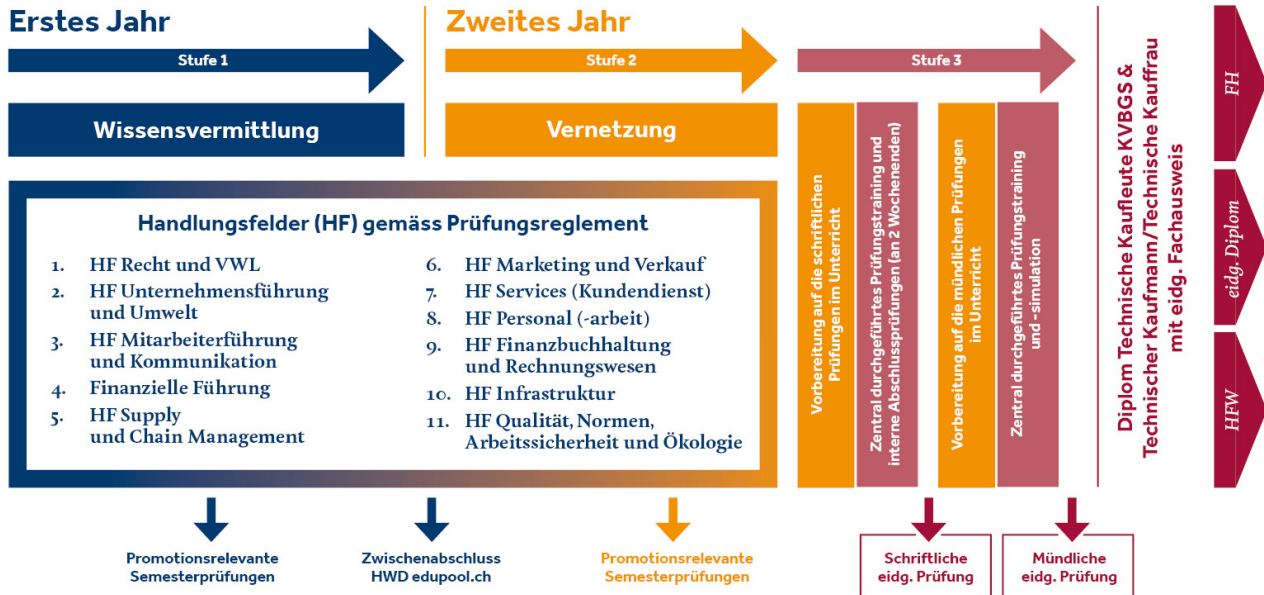 Erstes Jahr
Zweites Jahr
Stufe 1
Stufe 2
Stufe 3
Wissensvermittlung
Vernetzung
Handlungsfelder (HF) gemäss Prüfungsreglement
1. HF Recht und VWL
2. HF Unternehmensführung
und Umwelt
3. HF Mitarbeiterführung
und Kommunikation
4. Finanzielle Führung
5. HF Supply
und Chain Management
6. HF Marketing und Verkauf
7. HF Services (Kundendienst)
8. HF Personal (-arbeit)
9. HF Finanzbuchhaltung
und Rechnungswesen
10. HF Infrastruktur
11. HF Qualität, Normen,
Arbeitssicherheit und Ökologie
Vorbereitung auf die schriftlichen
Prüfungen im Unterricht
Zentral durchgeführtes Prüfungstraining und
interne Abschlussprüfungen (an 2 Wochenenden)
Vorbereitung auf die mündlichen Prüfungen
im Unterricht
Zentral durchgeführtes Prüfungstraining
und -simulation
Diplom Technische Kaufleute KVBGS &
Technischer Kaufmann/Technische Kauffrau
mit eidg. Fachausweis
FH
eidg. Diplom
HFW
Promotionsrelevante
Semesterprüfungen
Zwischenabschluss
HWD edupool.ch
Promotionsrelevante
Semesterprüfungen
Schriftliche
eidg. Prüfung
Mündliche
eidg. Prüfung